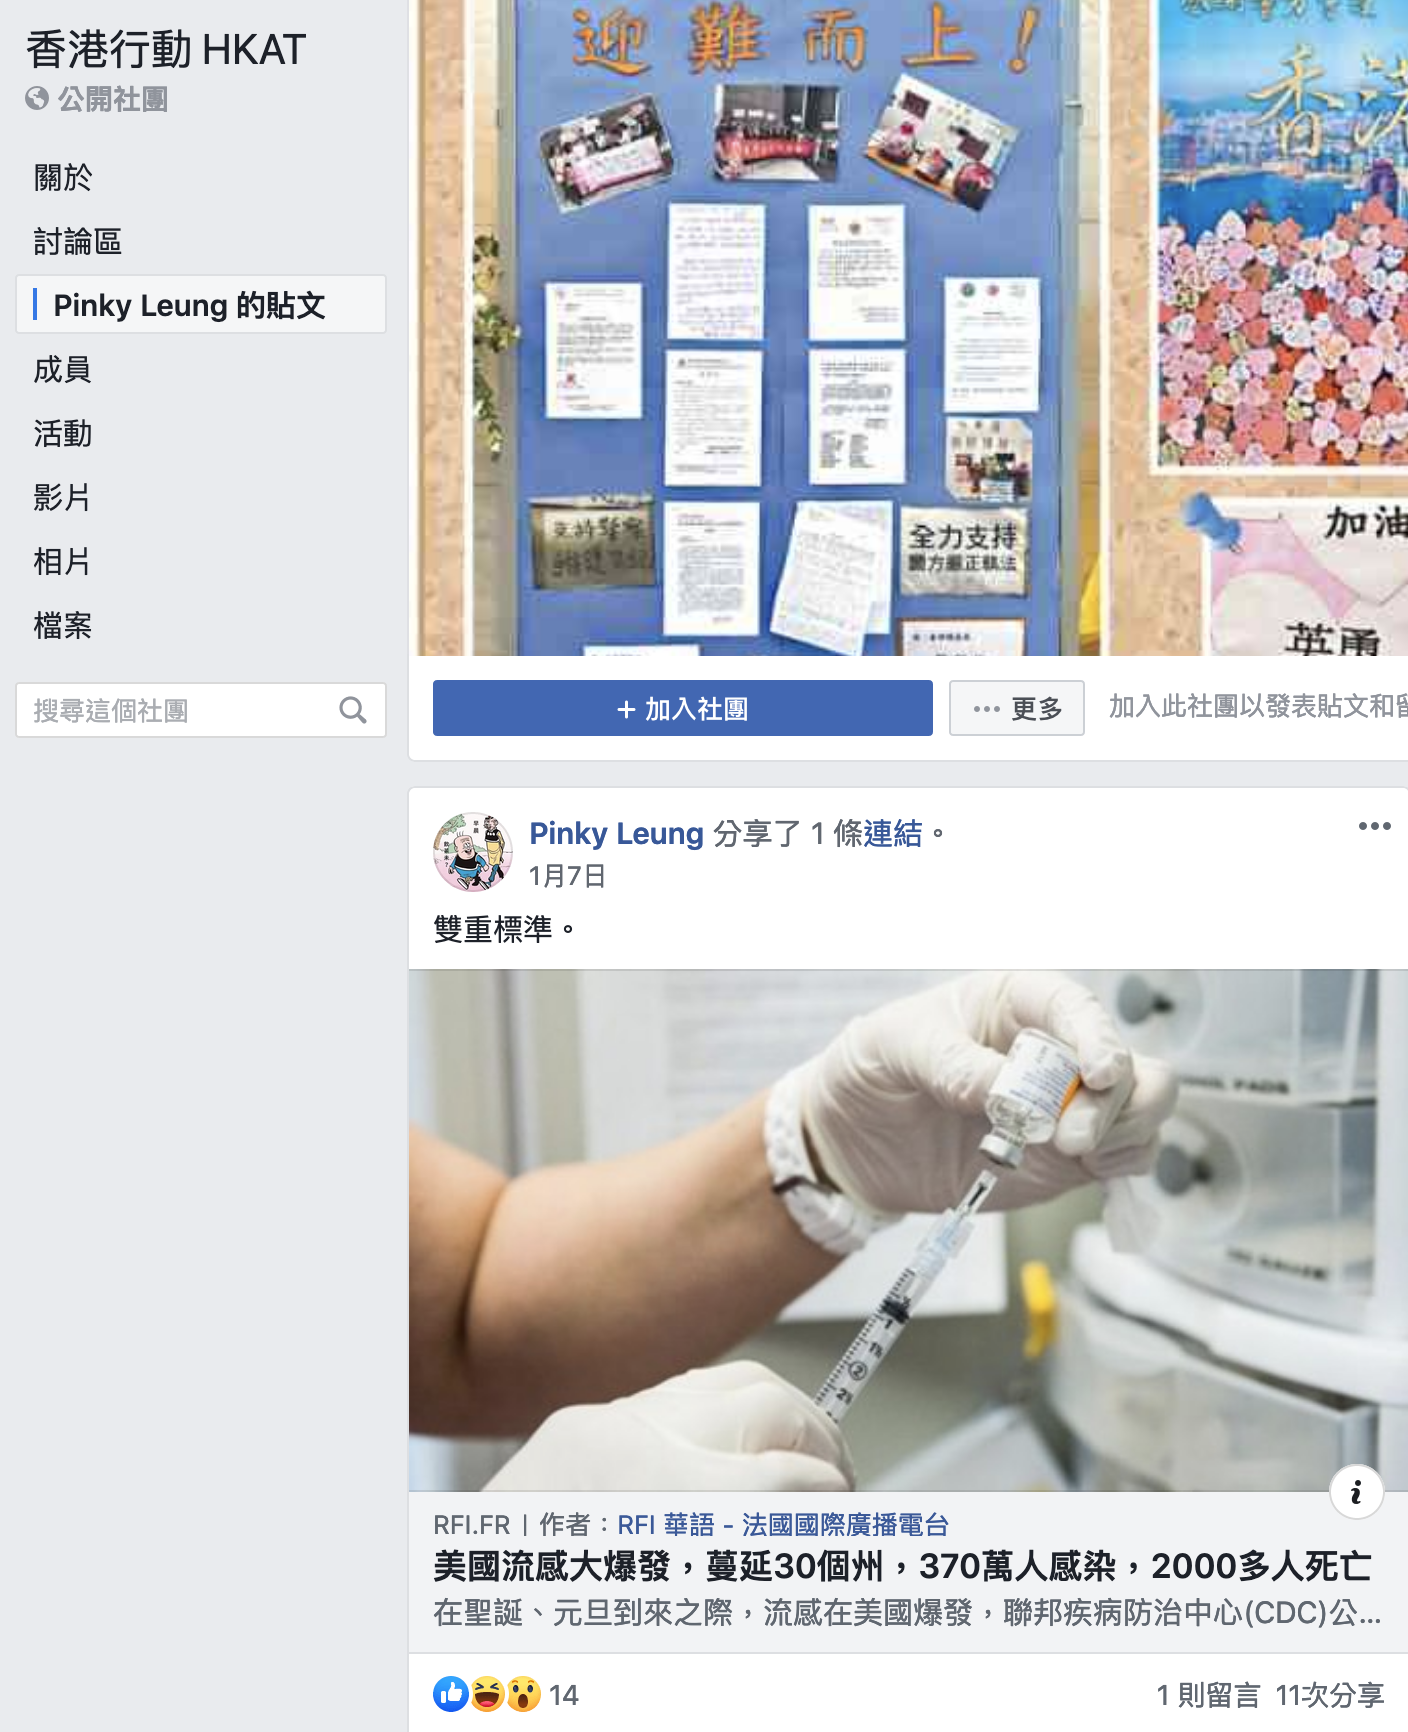 香港行動 HKAT
公開社團
關於
討論區
Pinky Leung 的貼文
成員
活動
影片
相片
檔案
搜尋這個社團
迎難而上!
全力支持
警方嚴正執法
加油
英勇
+ 加入社團
更多
加入此社團以發表貼文和留
Pinky Leung 分享了 1 條連結。
1月7日
雙重標準。
RFI.FR | 作者：RFI 華語 - 法國國際廣播電台
美國流感大爆發，蔓延30個州，370萬人感染，2000多人死亡
在聖誕、元旦到來之際，流感在美國爆發，聯邦疾病防治中心(CDC)公...
14
1 則留言 11次分享